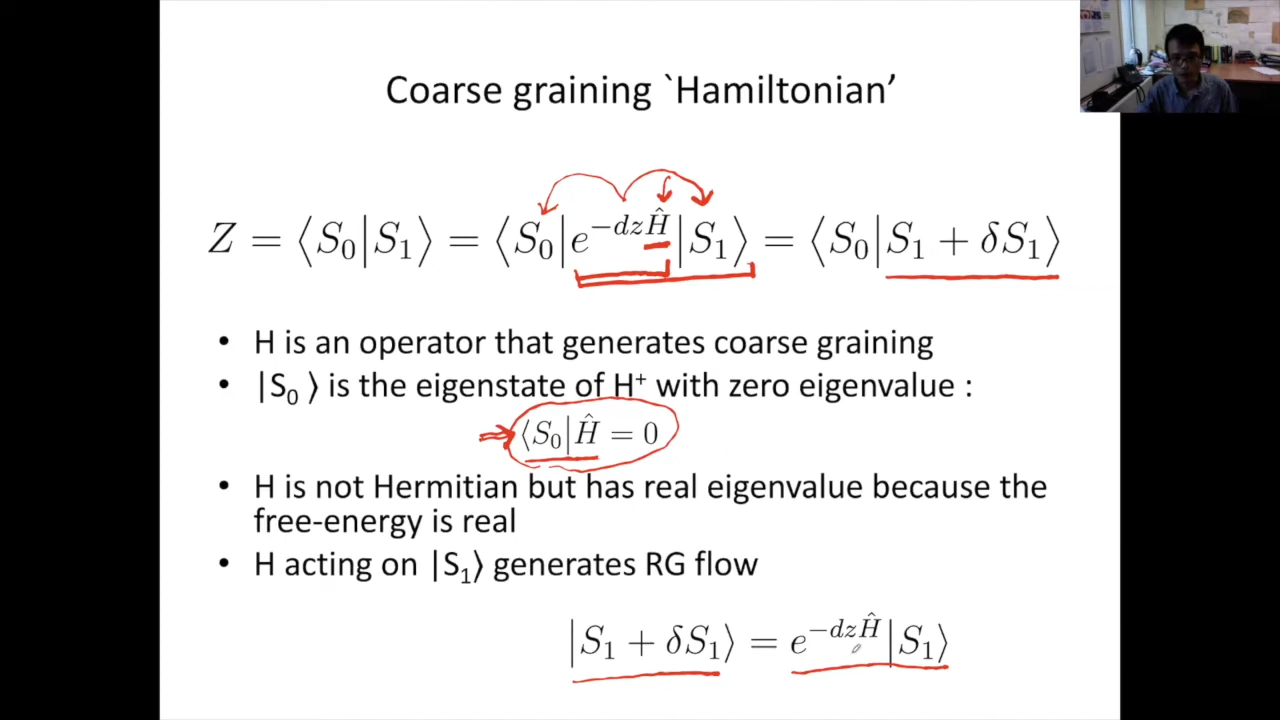 Coarse graining `Hamiltonian’
Z = ⟨S₀|S₁⟩ = ⟨S₀|e^{−dzĤ}|S₁⟩ = ⟨S₀|S₁ + δS₁⟩
• H is an operator that generates coarse graining
• |S₀ ⟩ is the eigenstate of H⁺ with zero eigenvalue :
⟨S₀|Ĥ = 0
• H is not Hermitian but has real eigenvalue because the
free-energy is real
• H acting on |S₁⟩ generates RG flow
|S₁ + δS₁⟩ = e^{−dzĤ}|S₁⟩